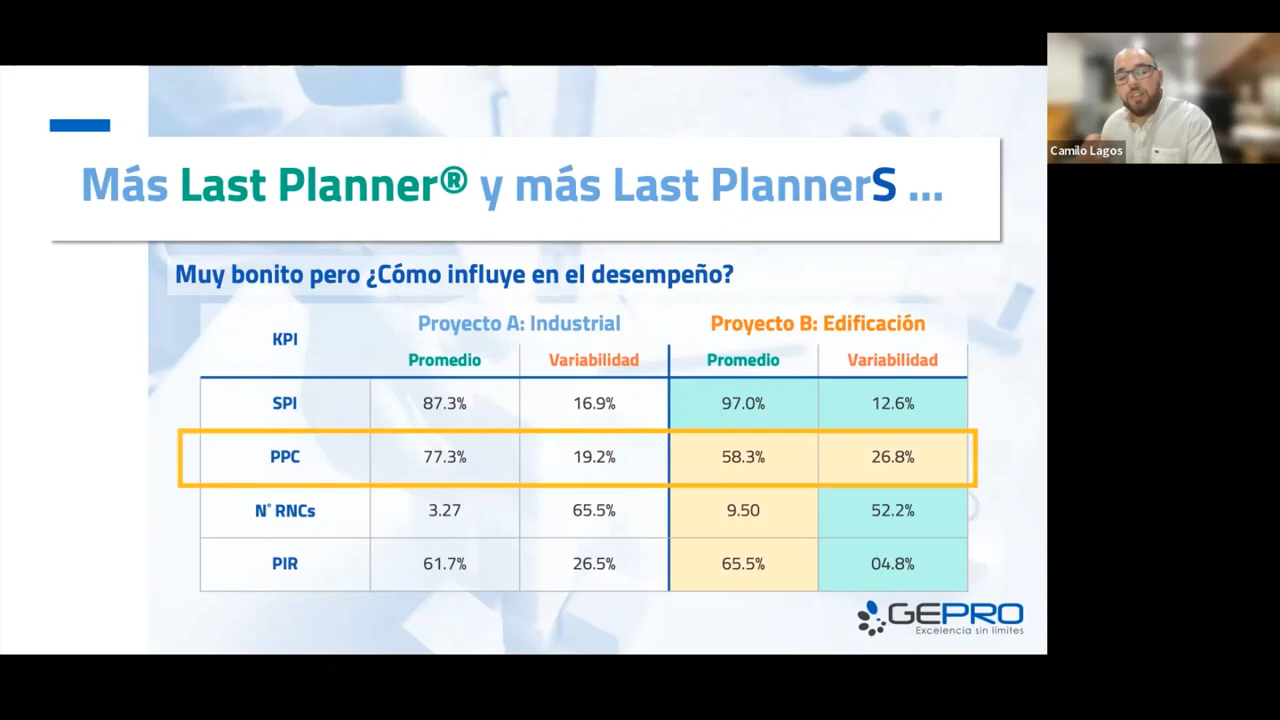 Más Last Planner® y más Last PlannerS ...
Camilo Lagos
Muy bonito pero ¿Cómo influye en el desempeño?
KPI Proyecto A: Industrial Proyecto B: Edificación
Promedio Variabilidad Promedio Variabilidad
SPI 87.3% 16.9% 97.0% 12.6%
PPC 77.3% 19.2% 58.3% 26.8%
N° RNCs 3.27 65.5% 9.50 52.2%
PIR 61.7% 26.5% 65.5% 04.8%
GEPRO
Excelencia sin límites